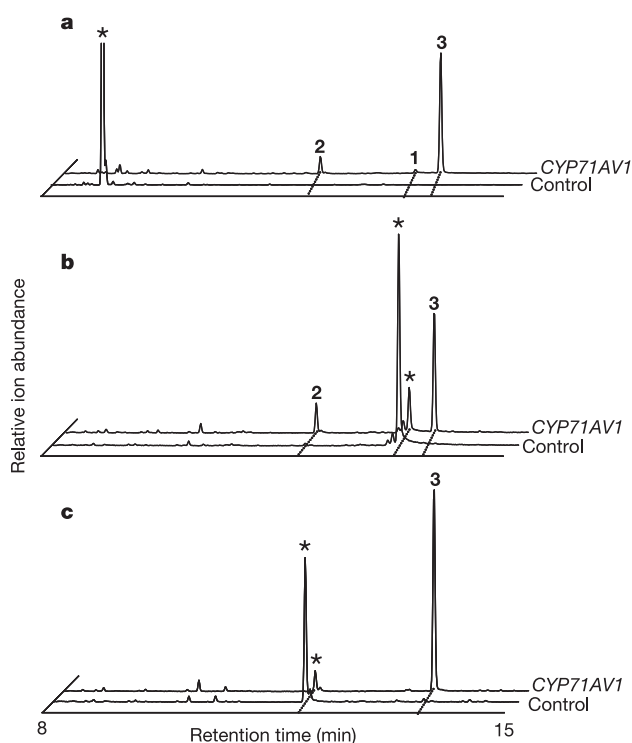 a
*
3
2
1
CYP71AV1
Control
b
*
3
*
2
CYP71AV1
Control
Relative ion abundance
c
3
*
*
CYP71AV1
Control
8 Retention time (min) 15